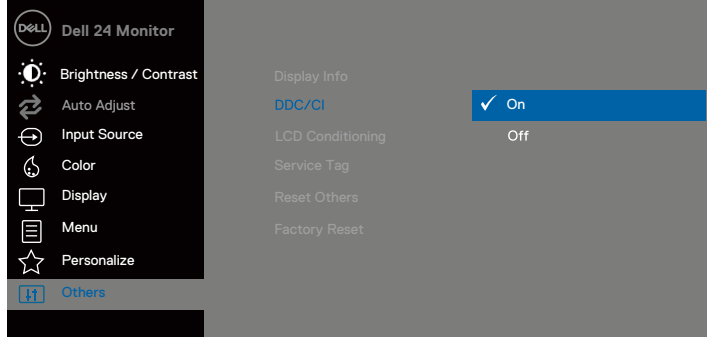 DELL
Dell 24 Monitor
Brightness / Contrast
Auto Adjust
Input Source
Color
Display
Menu
Personalize
Others
Display Info
DDC/CI
LCD Conditioning
Service Tag
Reset Others
Factory Reset
On
Off